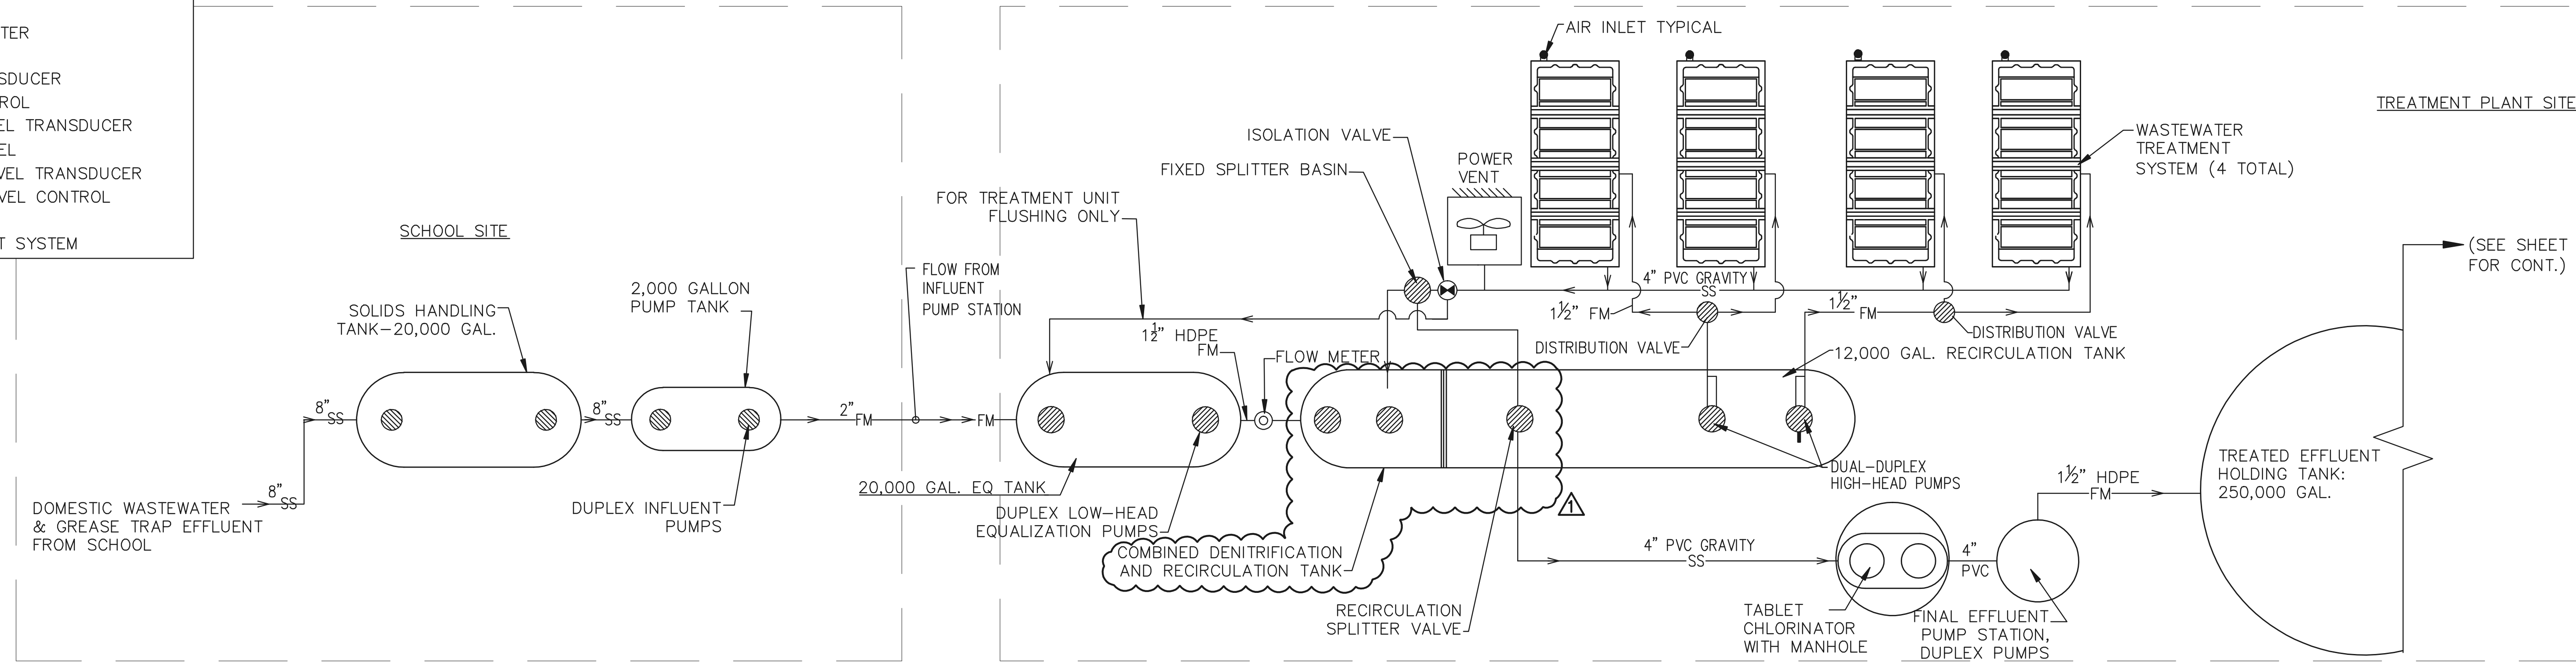 TER
SDUCER
ROL
EL TRANSDUCER
EL
VEL TRANSDUCER
VEL CONTROL
T SYSTEM
SCHOOL SITE
SOLIDS HANDLING
TANK-20,000 GAL.
2,000 GALLON
PUMP TANK
8"
SS
8"
SS
8"
SS
DOMESTIC WASTEWATER
& GREASE TRAP EFFLUENT
FROM SCHOOL
DUPLEX INFLUENT
PUMPS
2"
FM
FLOW FROM
INFLUENT
PUMP STATION
FM
FOR TREATMENT UNIT
FLUSHING ONLY
20,000 GAL. EQ TANK
DUPLEX LOW-HEAD
EQUALIZATION PUMPS
1½" HDPE
FM
FLOW METER
FIXED SPLITTER BASIN
ISOLATION VALVE
POWER
VENT
AIR INLET TYPICAL
TREATMENT PLANT SITE
WASTEWATER
TREATMENT
SYSTEM (4 TOTAL)
4" PVC GRAVITY
SS
1½" FM
1½"
FM
DISTRIBUTION VALVE
DISTRIBUTION VALVE
12,000 GAL. RECIRCULATION TANK
DUAL-DUPLEX
HIGH-HEAD PUMPS
1
COMBINED DENITRIFICATION
AND RECIRCULATION TANK
RECIRCULATION
SPLITTER VALVE
4" PVC GRAVITY
SS
TABLET
CHLORINATOR
WITH MANHOLE
4"
PVC
FINAL EFFLUENT
PUMP STATION,
DUPLEX PUMPS
1½" HDPE
FM
TREATED EFFLUENT
HOLDING TANK:
250,000 GAL.
(SEE SHEET
FOR CONT.)